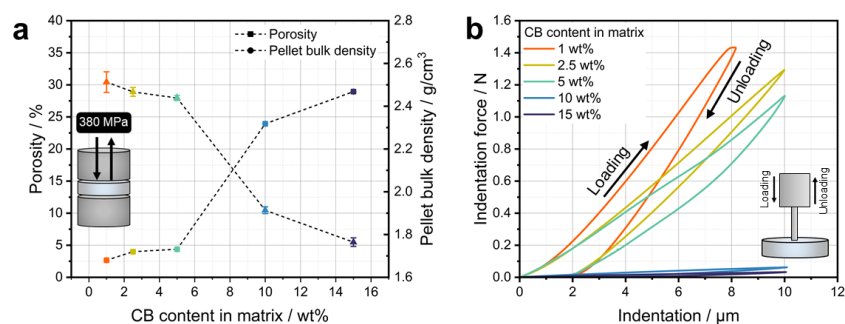 a
Porosity
Pellet bulk density
380 MPa
Porosity / %
40
35
30
25
20
15
10
5
0
0
2
4
6
8
10
12
14
16
CB content in matrix / wt%
2.8
2.6
2.4
2.2
2.0
1.8
1.6
Pellet bulk density / g/cm³
b
CB content in matrix
1 wt%
2.5 wt%
5 wt%
10 wt%
15 wt%
Loading
Unloading
Loading
Unloading
Indentation force / N
1.6
1.4
1.2
1.0
0.8
0.6
0.4
0.2
0.0
0
2
4
6
8
10
12
Indentation / μm